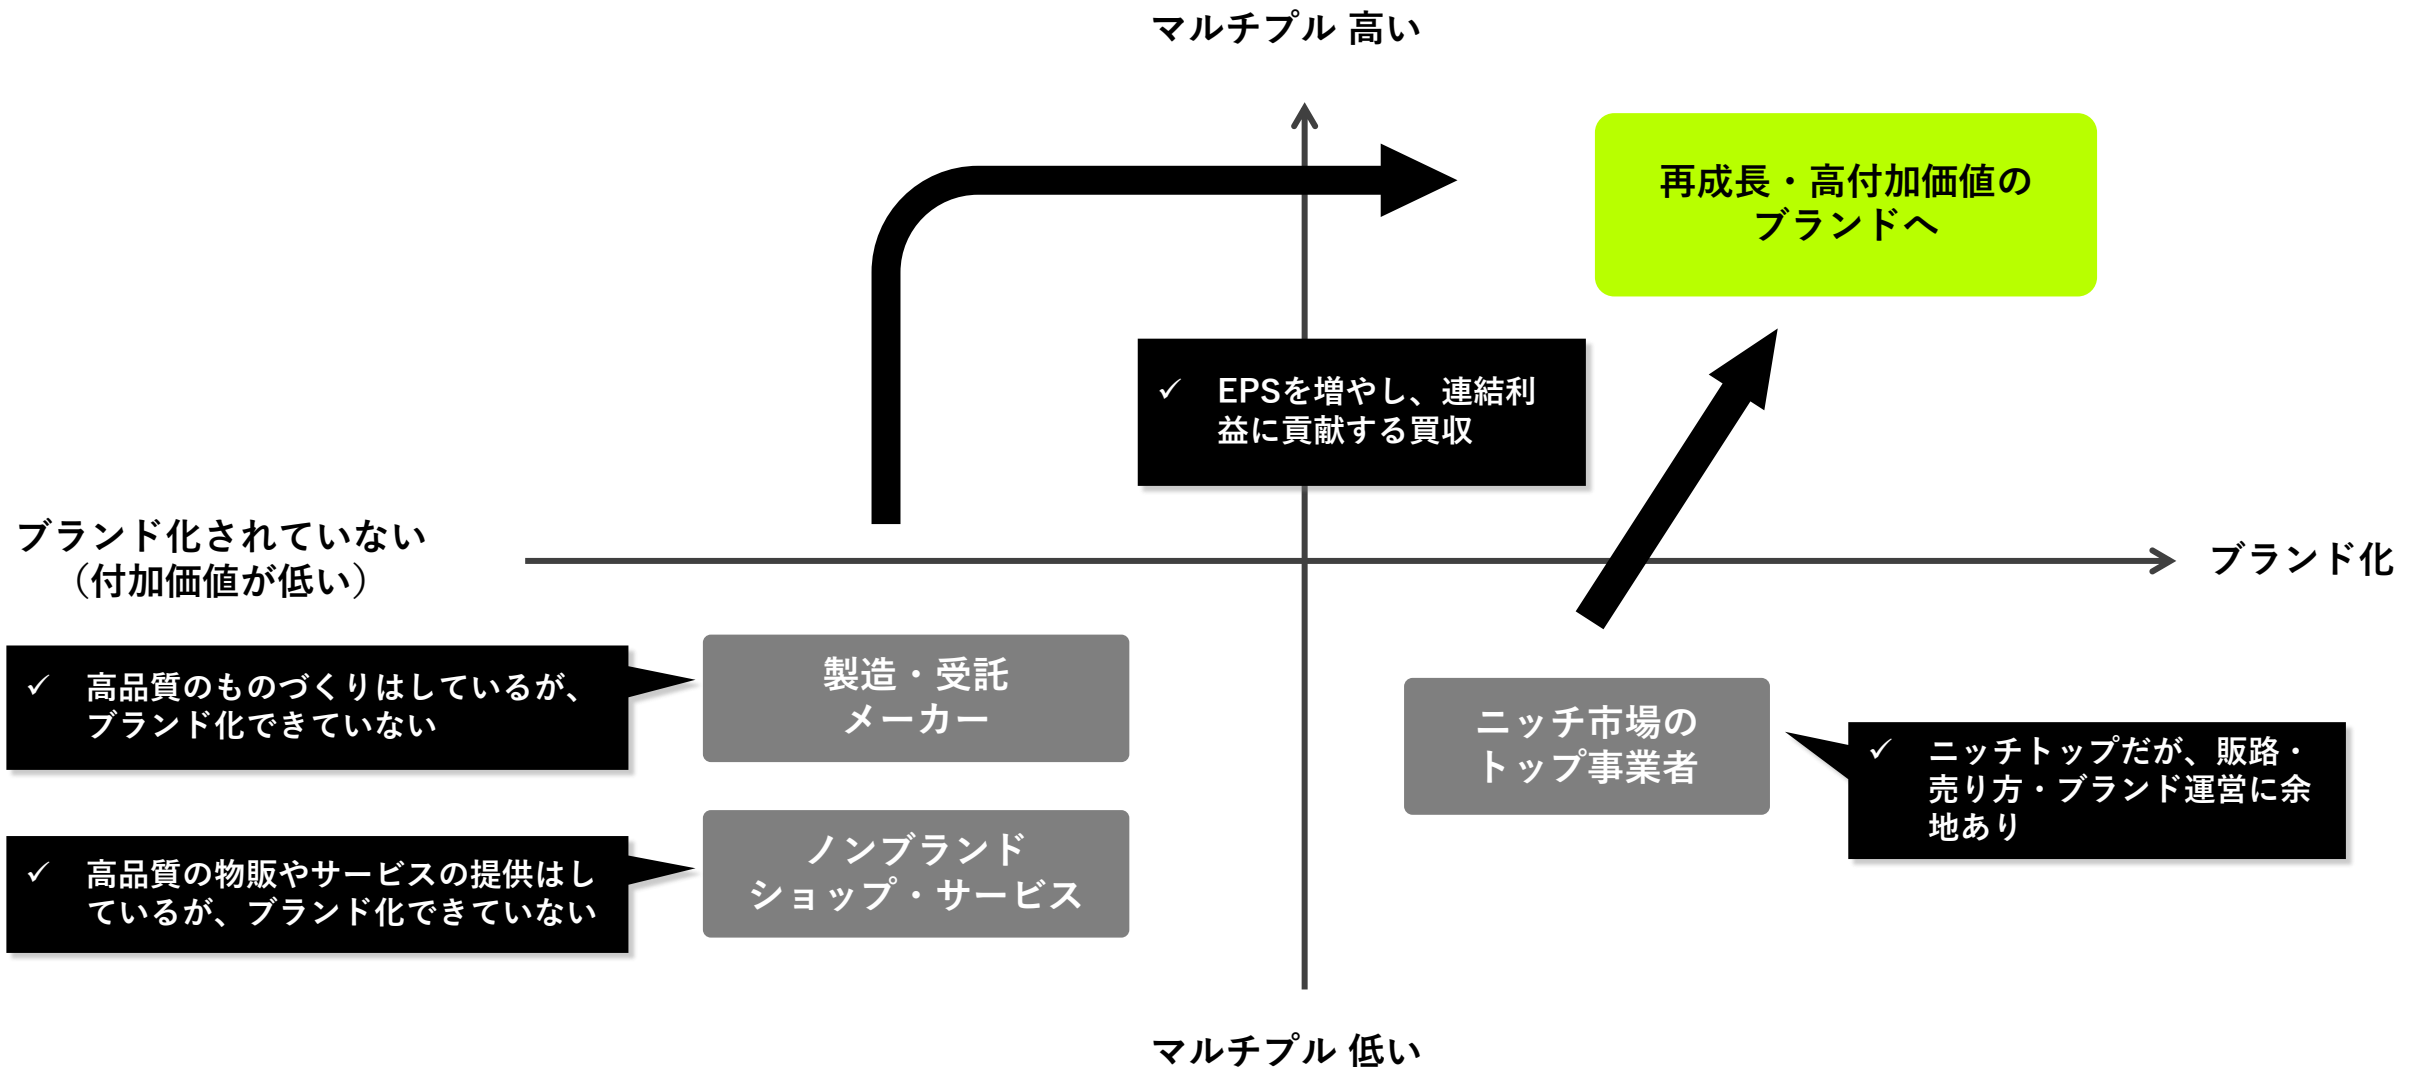 マルチプル 高い
再成長・高付加価値の
ブランドへ
✓ EPSを増やし、連結利
益に貢献する買収
ブランド化されていない
（付加価値が低い）
ブランド化
✓ 高品質のものづくりはしているが、
ブランド化できていない
製造・受託
メーカー
ニッチ市場の
トップ事業者
✓ ニッチトップだが、販路・
売り方・ブランド運営に余
地あり
✓ 高品質の物販やサービスの提供はし
ているが、ブランド化できていない
ノンブランド
ショップ・サービス
マルチプル 低い